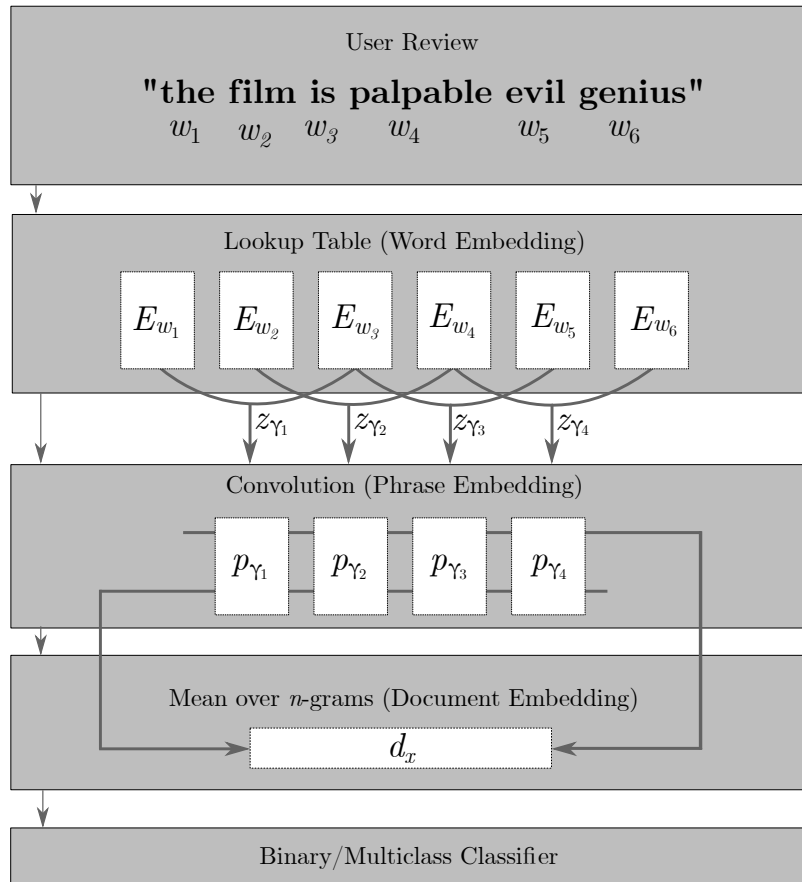 User Review
"the film is palpable evil genius"
w1 w2 w3 w4 w5 w6
Lookup Table (Word Embedding)
Ew1 Ew2 Ew3 Ew4 Ew5 Ew6
zγ1 zγ2 zγ3 zγ4
Convolution (Phrase Embedding)
pγ1 pγ2 pγ3 pγ4
Mean over n-grams (Document Embedding)
dx
Binary/Multiclass Classifier